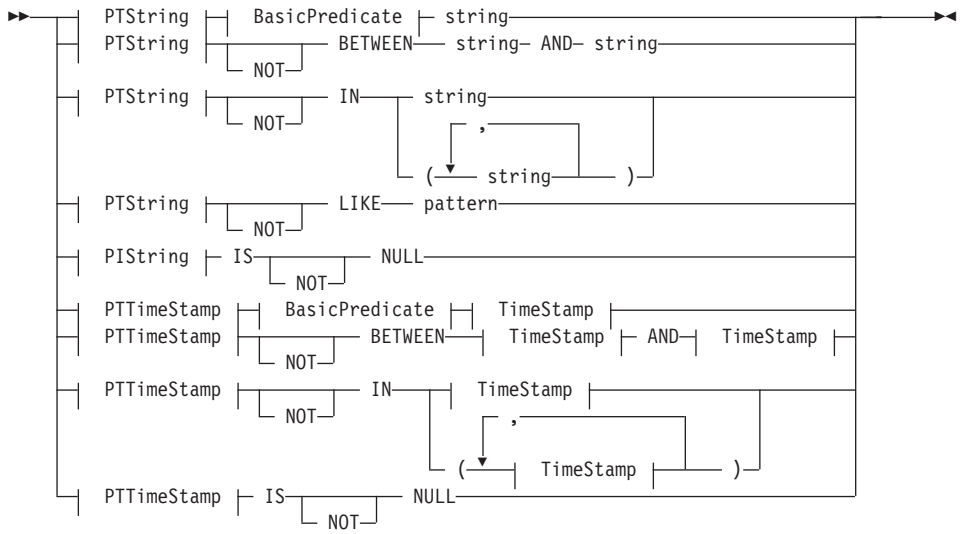 PTString BasicPredicate string
PTString BETWEEN string AND string
NOT
PTString IN string
NOT ,
( string )
PTString LIKE pattern
NOT
PIString IS NULL
NOT
PTTimeStamp BasicPredicate TimeStamp
PTTimeStamp BETWEEN TimeStamp AND TimeStamp
NOT
PTTimeStamp IN TimeStamp
NOT ,
( TimeStamp )
PTTimeStamp IS NULL
NOT